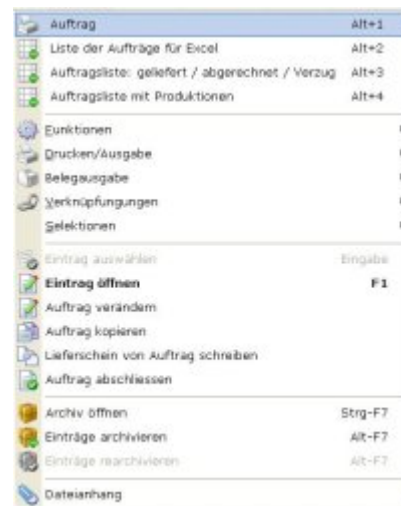 Auftrag Alt+1
Liste der Aufträge für Excel Alt+2
Auftragsliste: geliefert / abgerechnet / Verzug Alt+3
Auftragsliste mit Produktionen Alt+4
Funktionen
Drucken/Ausgabe
Belegausgabe
Verknüpfungungen
Selektionen
Eintrag auswählen Eingabe
Eintrag öffnen F1
Auftrag verändern
Auftrag kopieren
Lieferschein von Auftrag schreiben
Auftrag abschliessen
Archiv öffnen Strg-F7
Einträge archivieren Alt-F7
Einträge rearchivieren Alt-F7
Dateianhang